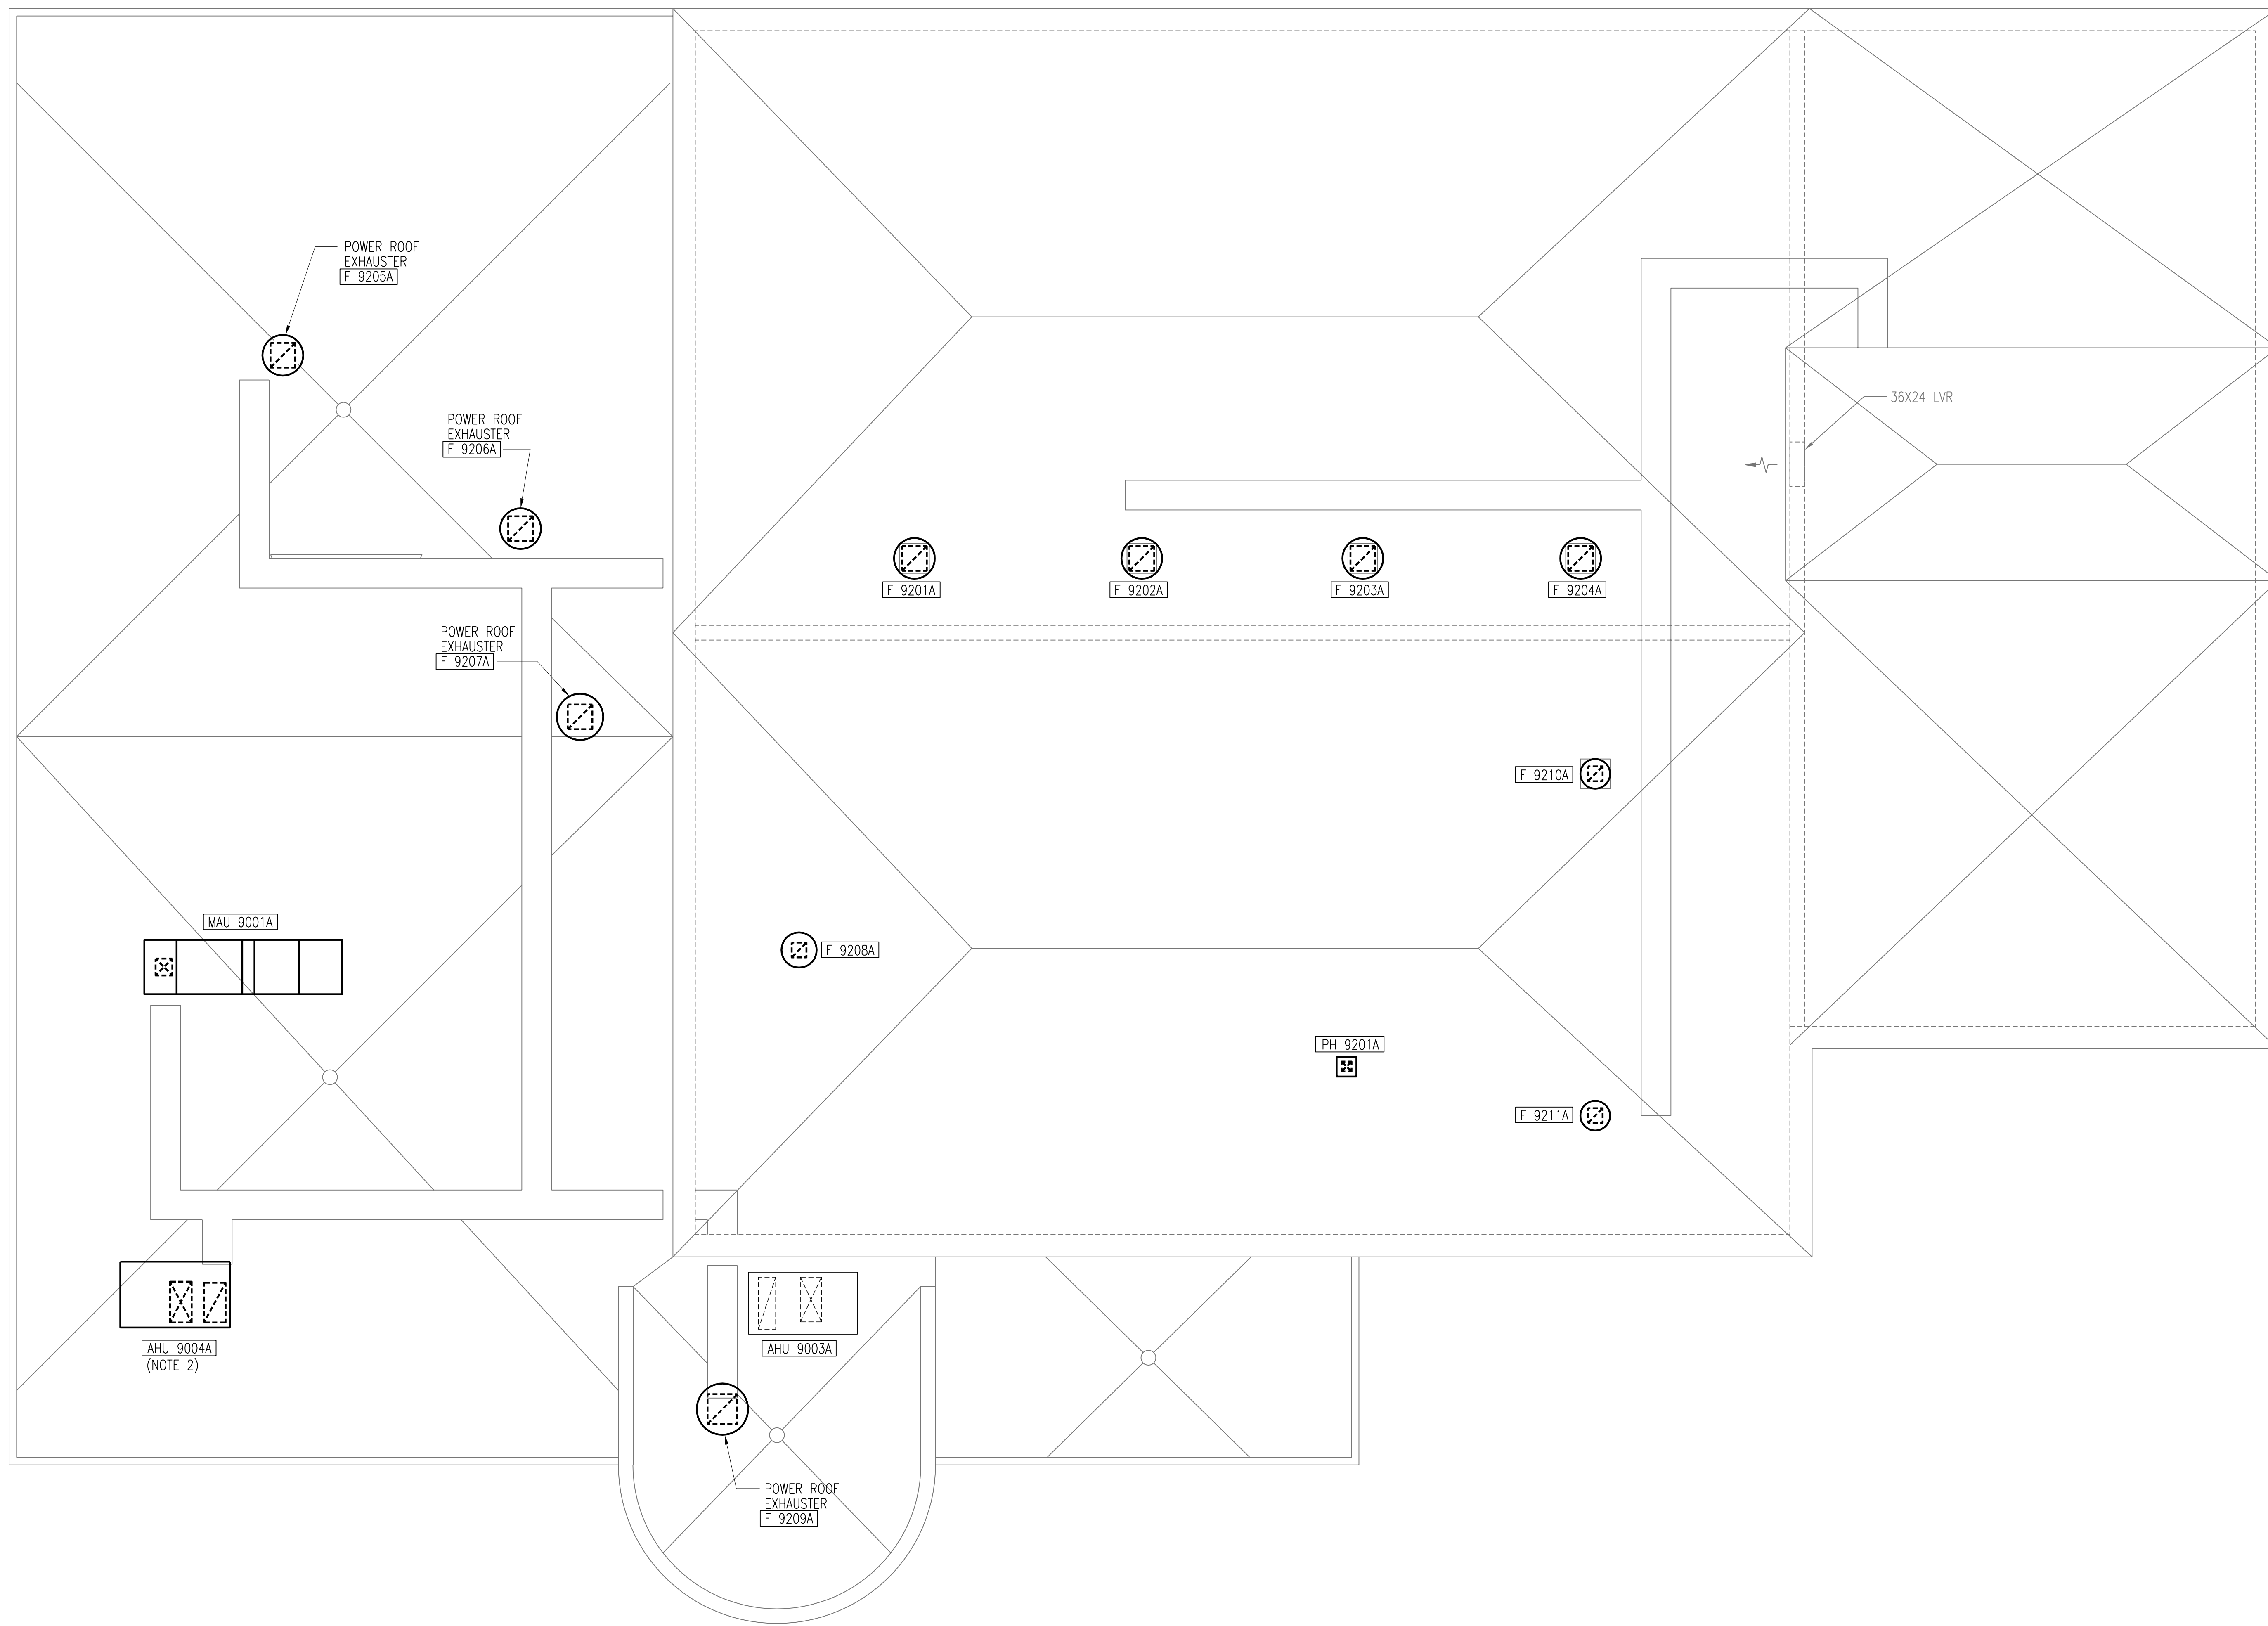 POWER ROOF
EXHAUSTER
F 9205A
POWER ROOF
EXHAUSTER
F 9206A
36X24 LVR
F 9201A
F 9202A
F 9203A
F 9204A
POWER ROOF
EXHAUSTER
F 9207A
F 9210A
MAU 9001A
F 9208A
PH 9201A
F 9211A
AHU 9004A
(NOTE 2)
AHU 9003A
POWER ROOF
EXHAUSTER
F 9209A